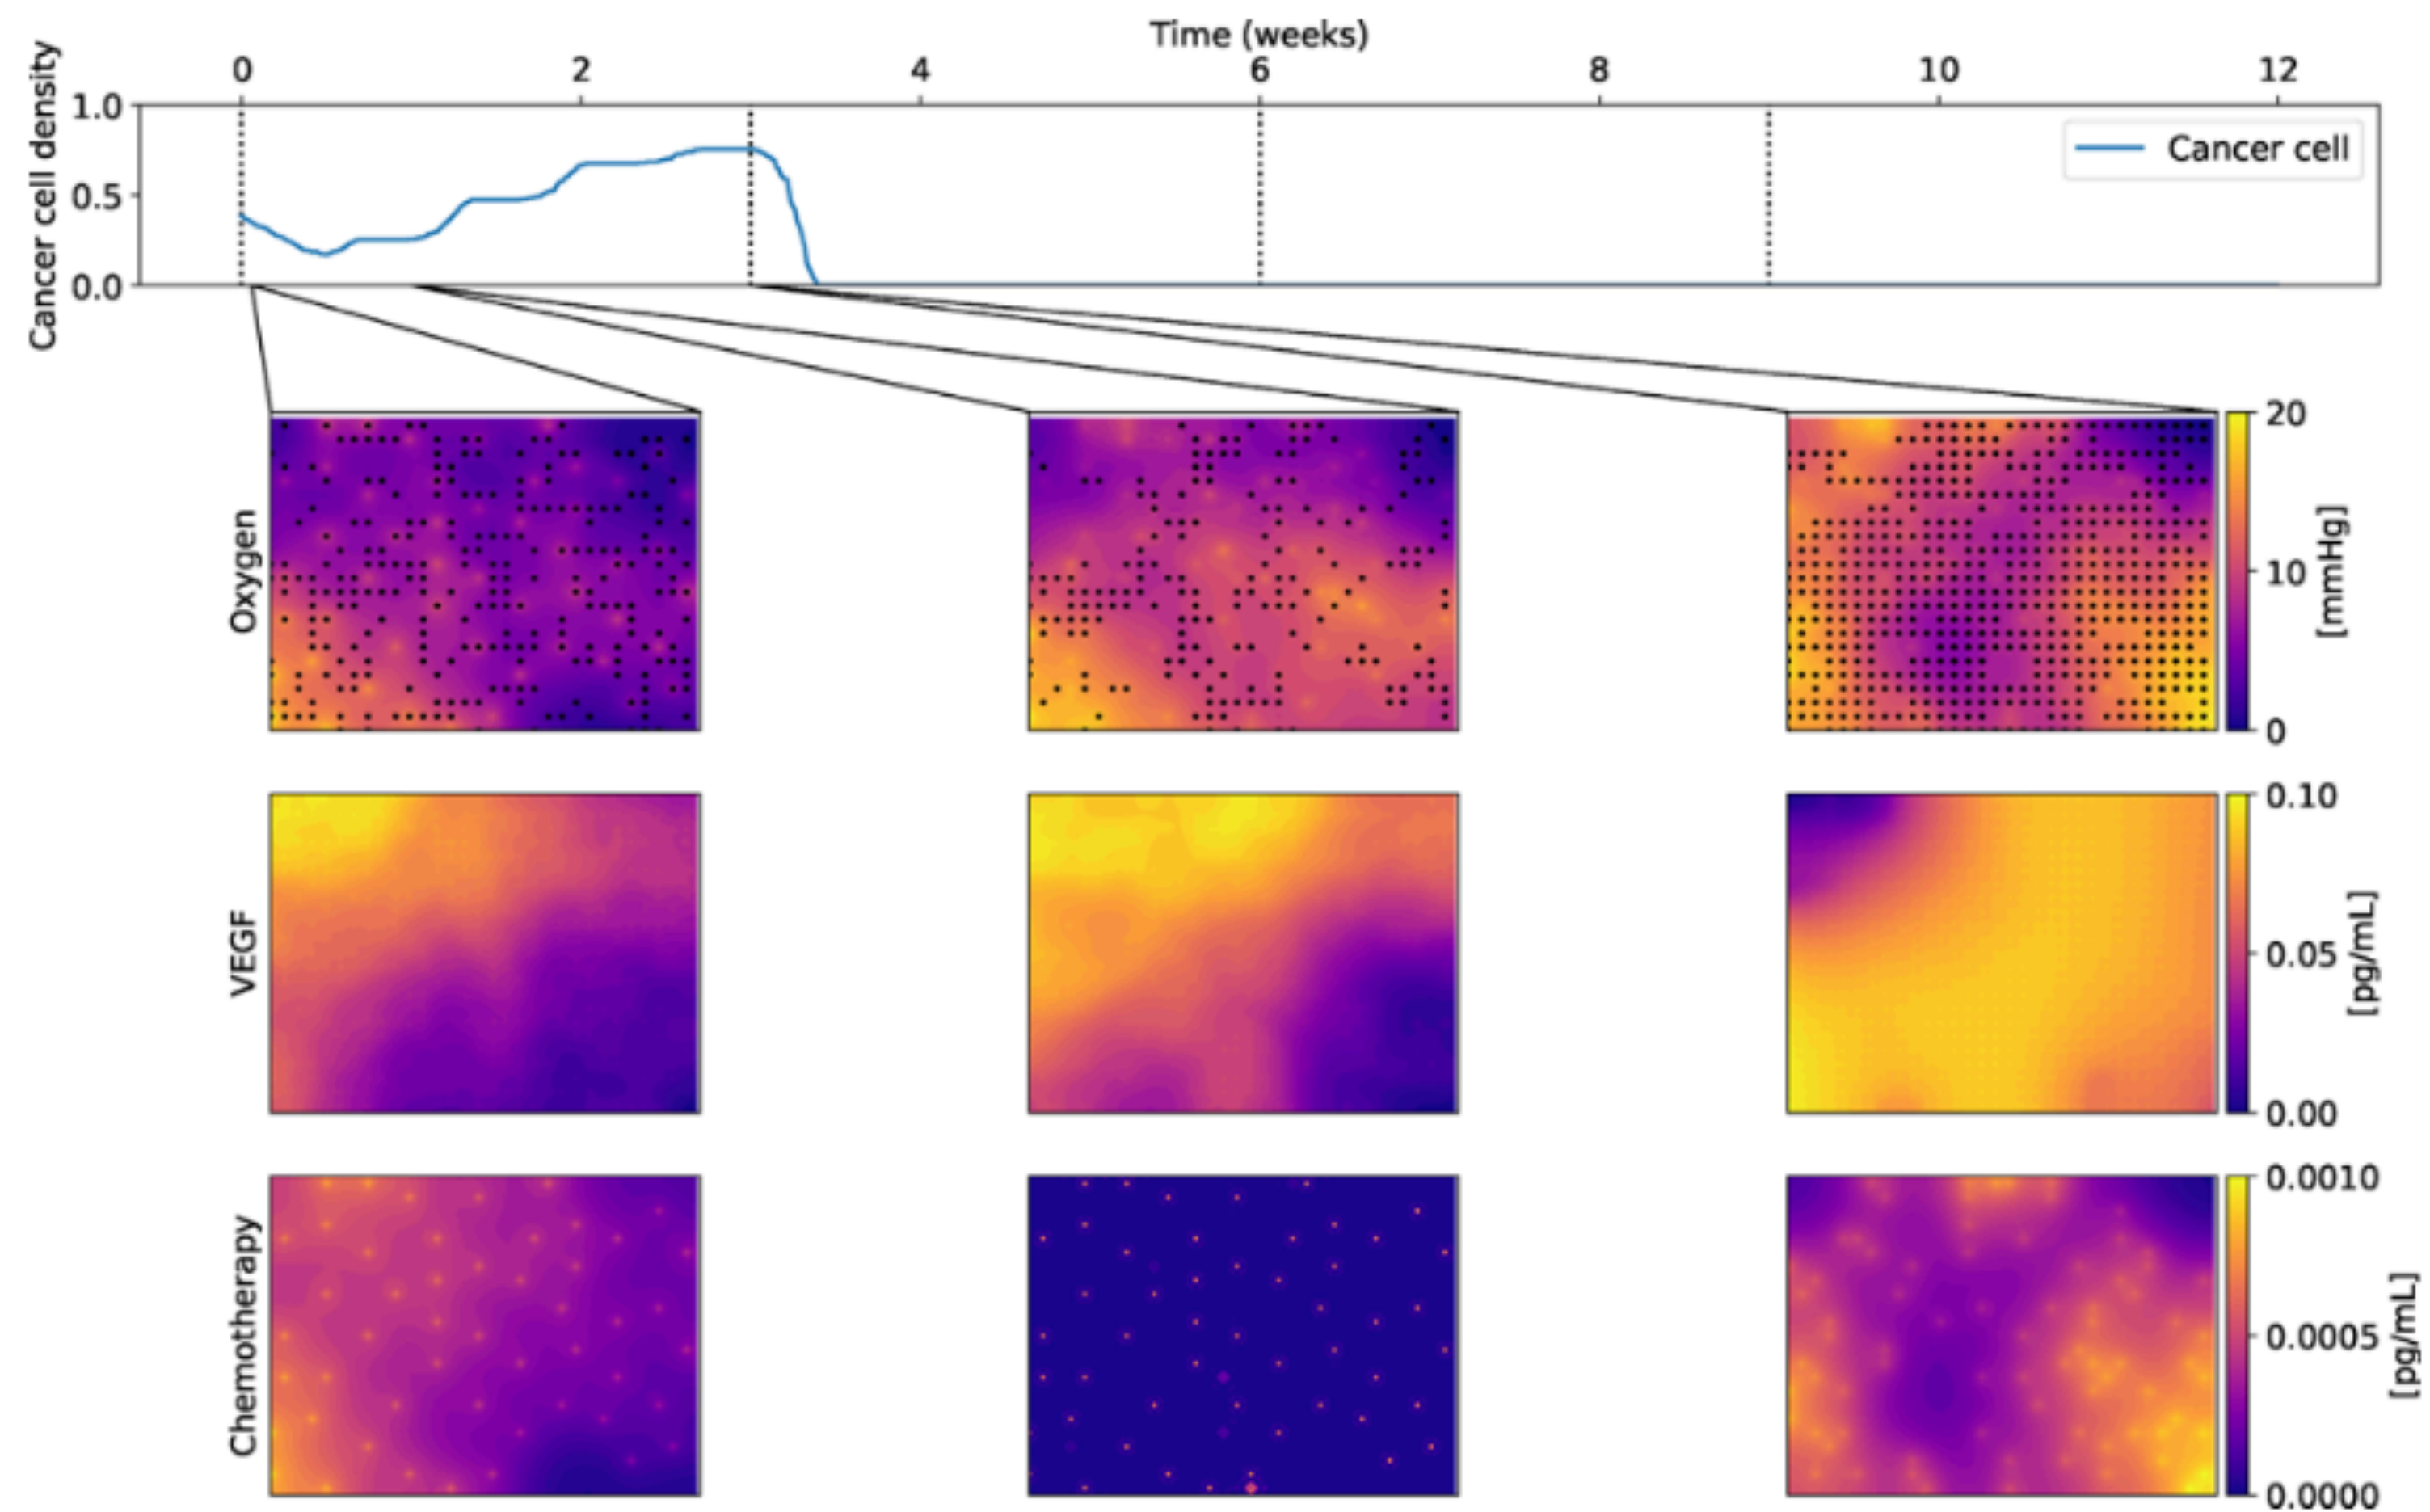 Time (weeks)
0 2 4 6 8 10 12
Cancer cell density
1.0
0.5
0.0
Cancer cell
Oxygen
20
10
0
[mmHg]
VEGF
0.10
0.05
0.00
[pg/mL]
Chemotherapy
0.0010
0.0005
0.0000
[pg/mL]